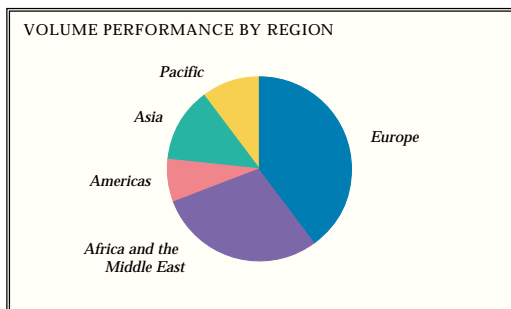 VOLUME PERFORMANCE BY REGION
Pacific
Asia
Europe
Americas
Africa and the
Middle East